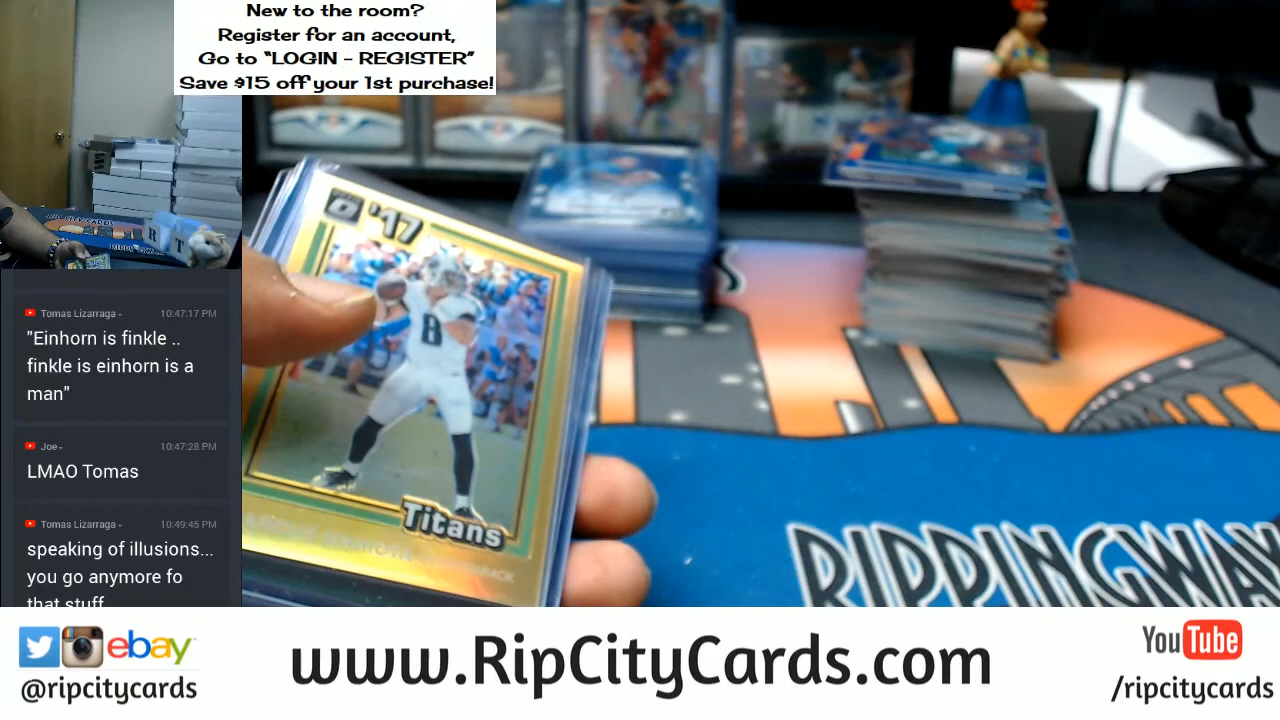 New to the room?
Register for an account,
Go to "LOGIN - REGISTER"
Save $15 off your 1st purchase!
Tomas Lizarraga
10:47:17 PM
"Einhorn is finkle ..
finkle is einhorn is a
man"
Joe
10:47:28 PM
LMAO Tomas
Tomas Lizarraga
10:49:45 PM
speaking of illusions...
you go anymore fo
that stuff
'17
8
Titans
RIPPINGWA
ebay
@ripcitycards
www.RipCityCards.com
YouTube
/ripcitycards